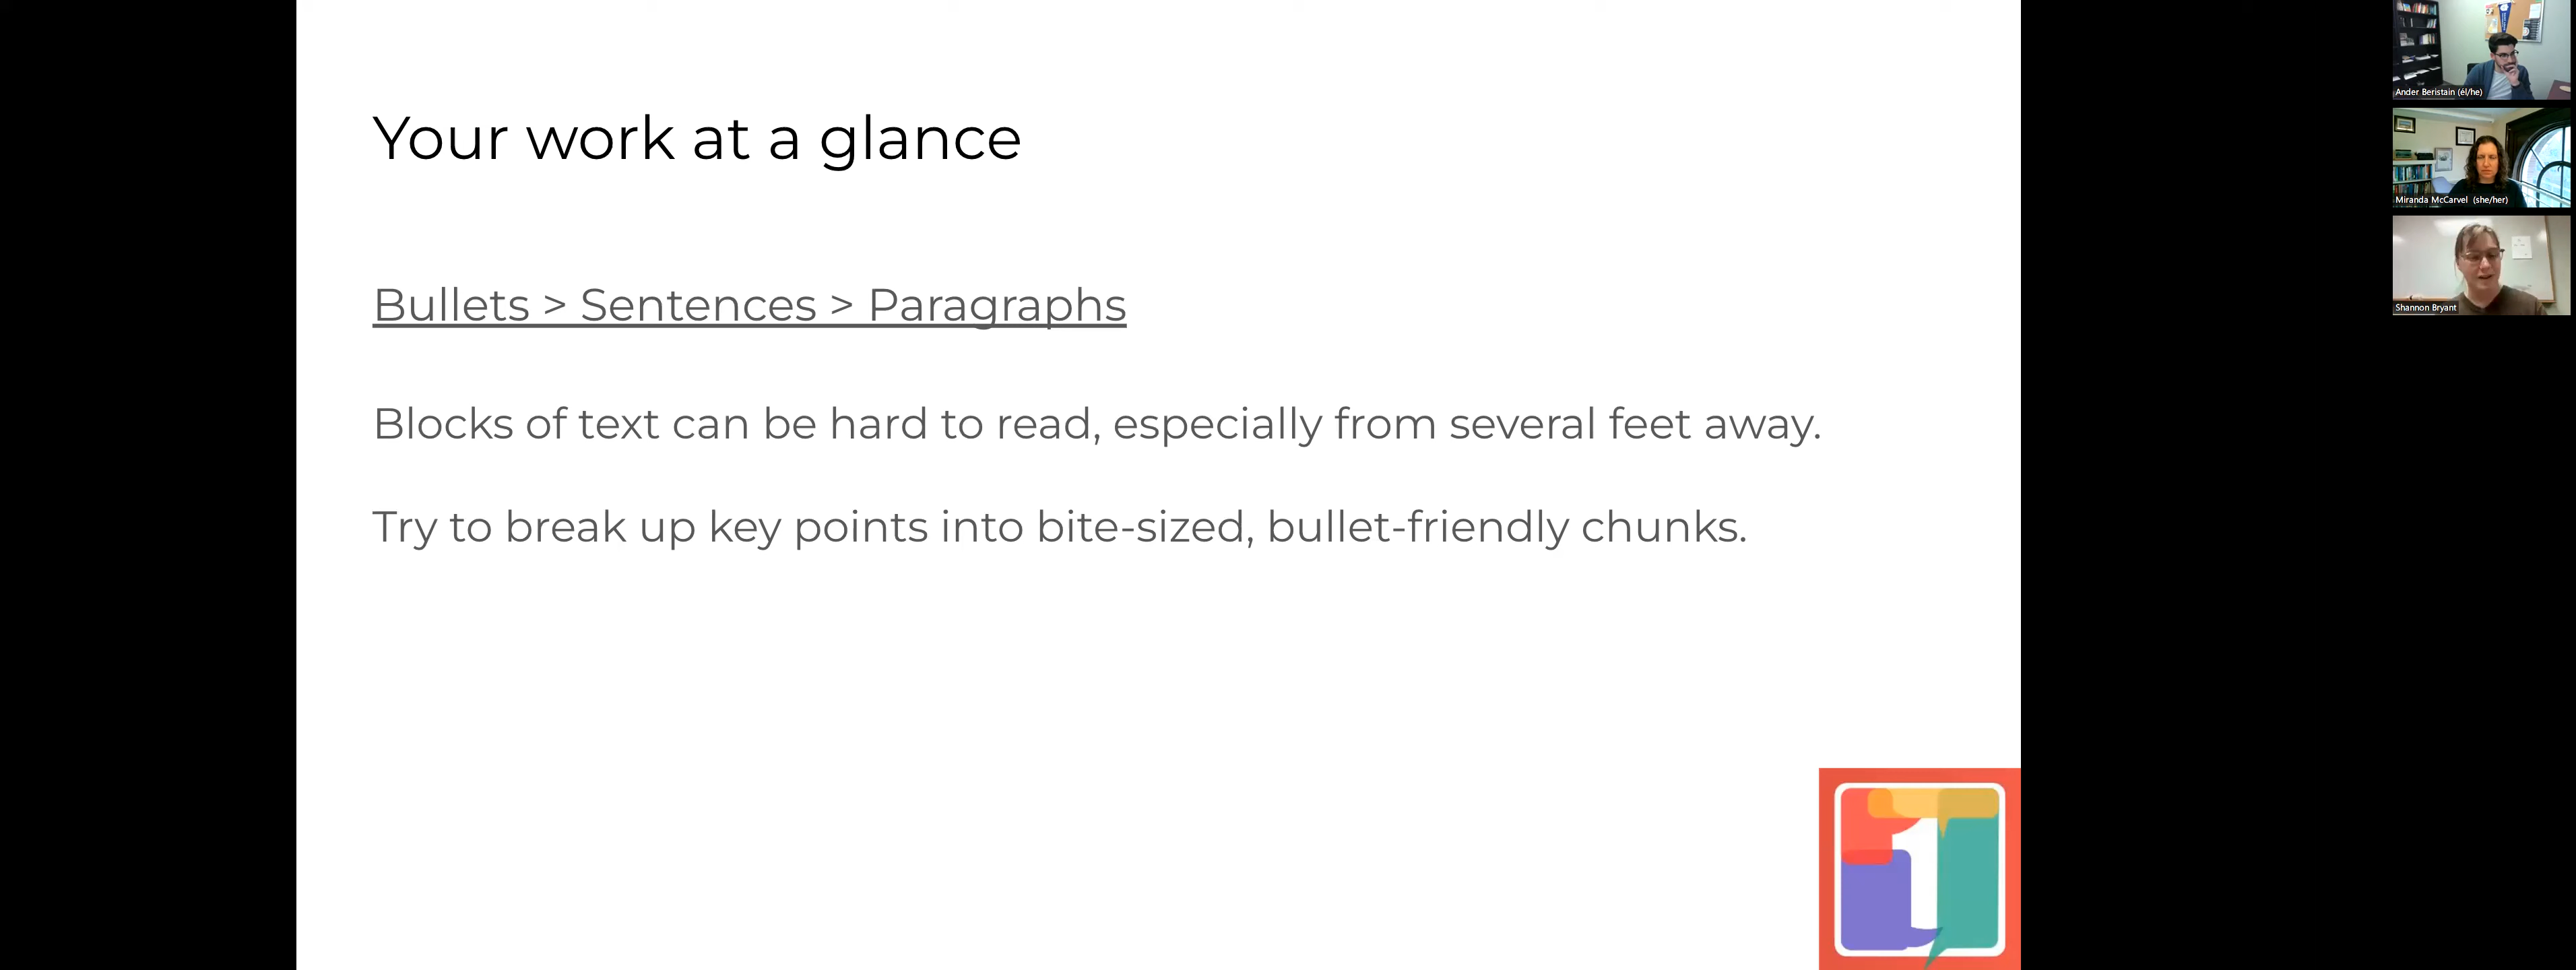 Your work at a glance
Bullets > Sentences > Paragraphs
Blocks of text can be hard to read, especially from several feet away.
Try to break up key points into bite-sized, bullet-friendly chunks.
1
Ander Beristain (él/he)
Miranda McCarvel (she/her)
Shannon Bryant